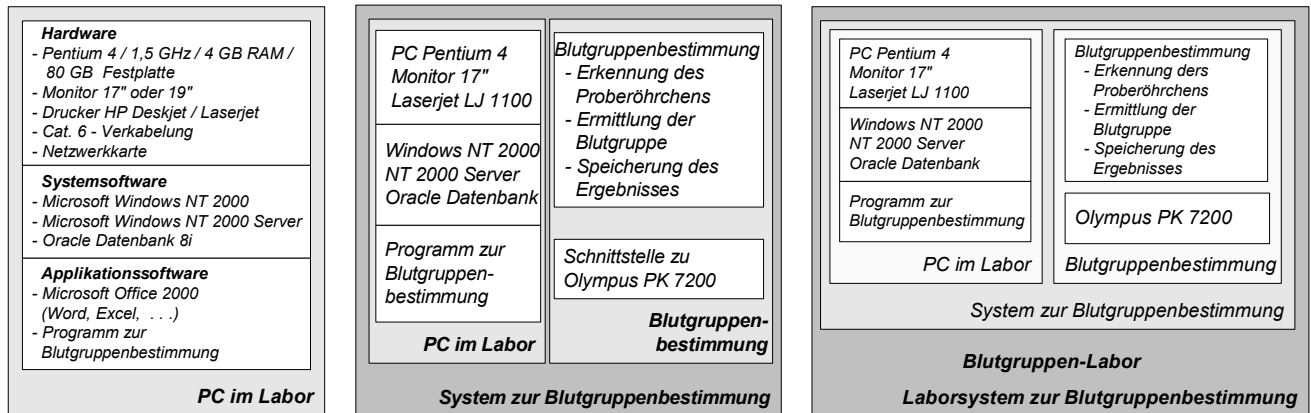 Hardware
- Pentium 4 / 1,5 GHz / 4 GB RAM /
80 GB Festplatte
- Monitor 17" oder 19"
- Drucker HP Deskjet / Laserjet
- Cat. 6 - Verkabelung
- Netzwerkkarte
Systemsoftware
- Microsoft Windows NT 2000
- Microsoft Windows NT 2000 Server
- Oracle Datenbank 8i
Applikationssoftware
- Microsoft Office 2000
(Word, Excel, . . .)
- Programm zur
Blutgruppenbestimmung
PC im Labor
PC Pentium 4
Monitor 17"
Laserjet LJ 1100
Windows NT 2000
NT 2000 Server
Oracle Datenbank
Programm zur
Blutgruppen-
bestimmung
PC im Labor
Blutgruppenbestimmung
- Erkennung des
Proberöhrchens
- Ermittlung der
Blutgruppe
- Speicherung des
Ergebnisses
Schnittstelle zu
Olympus PK 7200
Blutgruppen-
bestimmung
System zur Blutgruppenbestimmung
PC Pentium 4
Monitor 17"
Laserjet LJ 1100
Windows NT 2000
NT 2000 Server
Oracle Datenbank
Programm zur
Blutgruppenbestimmung
PC im Labor
Blutgruppenbestimmung
- Erkennung ders
Proberöhrchens
- Ermittlung der
Blutgruppe
- Speicherung des
Ergebnisses
Olympus PK 7200
Blutgruppenbestimmung
System zur Blutgruppenbestimmung
Blutgruppen-Labor
Laborsystem zur Blutgruppenbestimmung